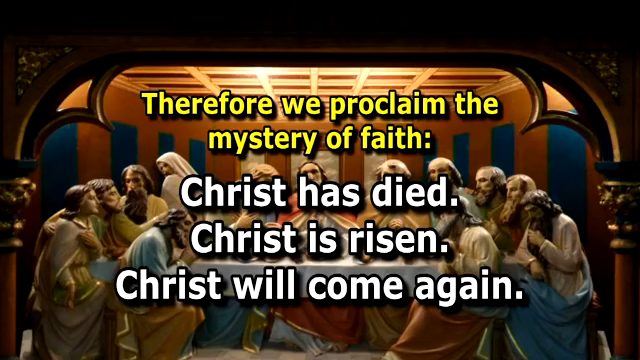 Therefore we proclaim the
mystery of faith:
Christ has died.
Christ is risen.
Christ will come again.